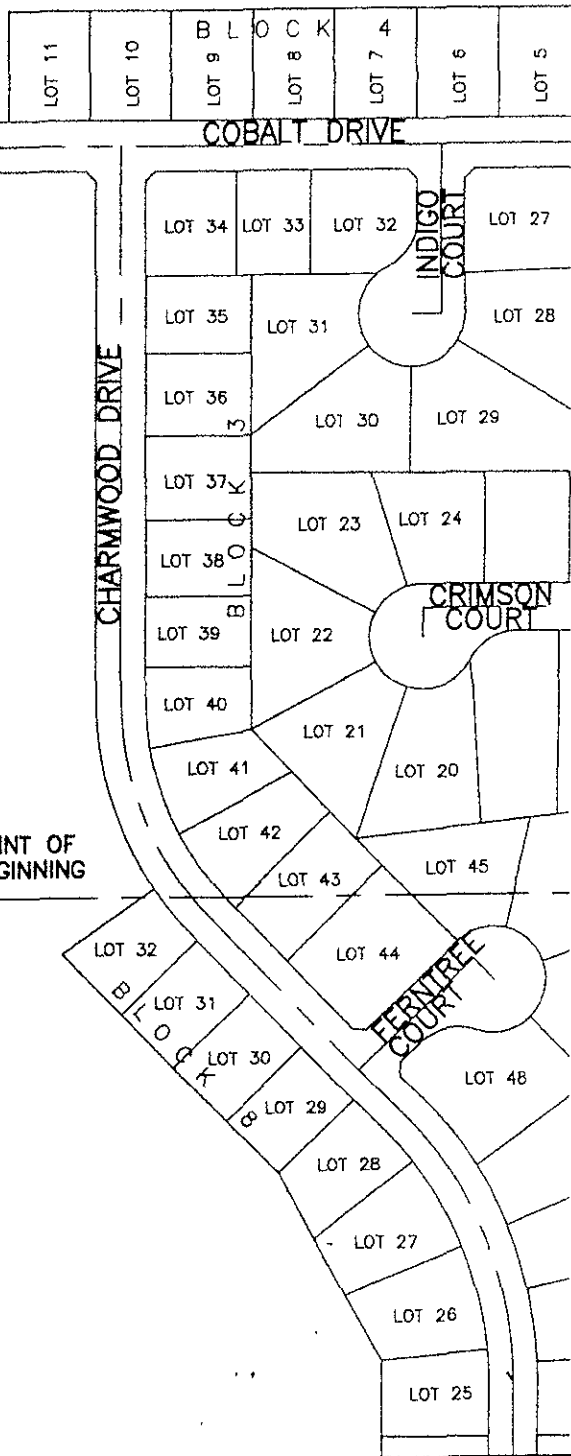 BLOCK 4
LOT 11
LOT 10
LOT 9
LOT 8
LOT 7
LOT 6
LOT 5
COBALT DRIVE
LOT 34
LOT 33
LOT 32
INDIGO
COURT
LOT 27
LOT 35
LOT 31
LOT 28
LOT 36
LOT 30
LOT 29
CHARMWOOD DRIVE
BLOCK 3
LOT 37
LOT 23
LOT 24
LOT 38
CRIMSON
COURT
LOT 39
LOT 22
LOT 40
LOT 21
LOT 20
LOT 41
LOT 42
INT OF
GINNING
LOT 45
LOT 43
LOT 32
LOT 44
FERNTREE
COURT
LOT 31
BLOCK 8
LOT 30
LOT 48
LOT 29
LOT 28
LOT 27
LOT 26
LOT 25